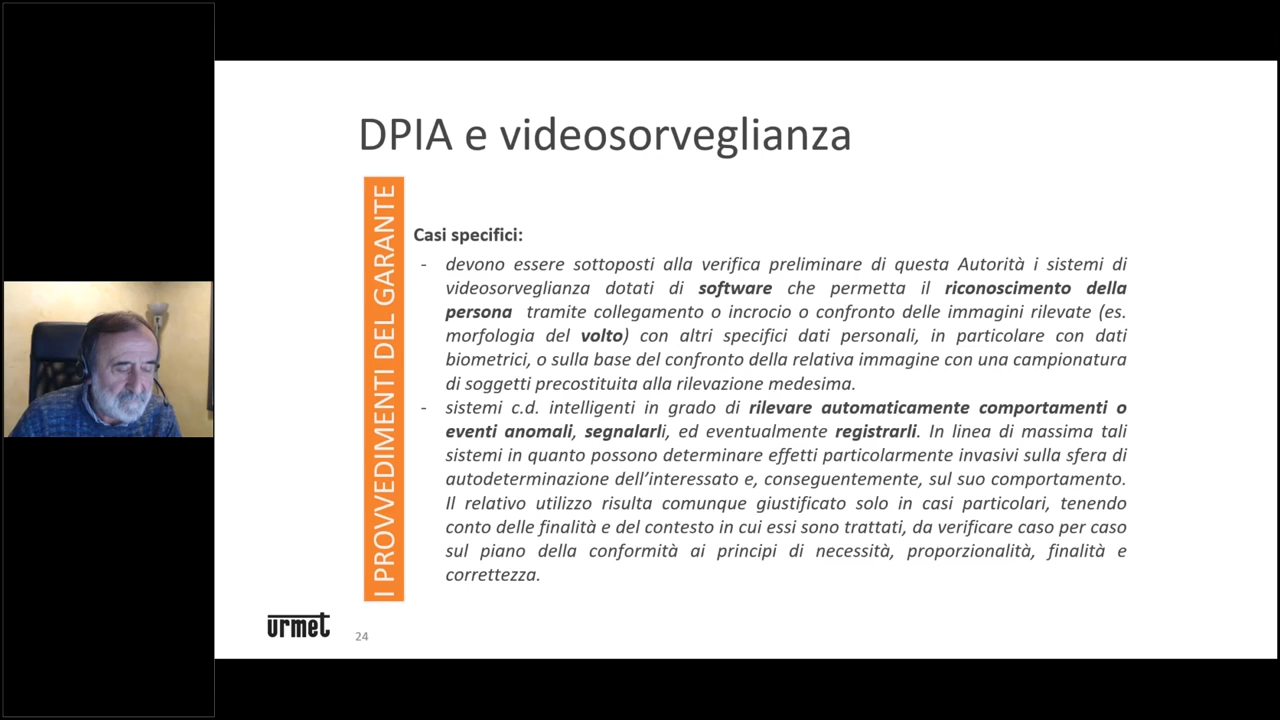 DPIA e videosorveglianza
I PROVVEDIMENTI DEL GARANTE
Casi specifici:
- devono essere sottoposti alla verifica preliminare di questa Autorità i sistemi di
videosorveglianza dotati di software che permetta il riconoscimento della
persona tramite collegamento o incrocio o confronto delle immagini rilevate (es.
morfologia del volto) con altri specifici dati personali, in particolare con dati
biometrici, o sulla base del confronto della relativa immagine con una campionatura
di soggetti precostituita alla rilevazione medesima.
- sistemi c.d. intelligenti in grado di rilevare automaticamente comportamenti o
eventi anomali, segnalarli, ed eventualmente registrarli. In linea di massima tali
sistemi in quanto possono determinare effetti particolarmente invasivi sulla sfera di
autodeterminazione dell’interessato e, conseguentemente, sul suo comportamento.
Il relativo utilizzo risulta comunque giustificato solo in casi particolari, tenendo
conto delle finalità e del contesto in cui essi sono trattati, da verificare caso per caso
sul piano della conformità ai principi di necessità, proporzionalità, finalità e
correttezza.
urmet
24